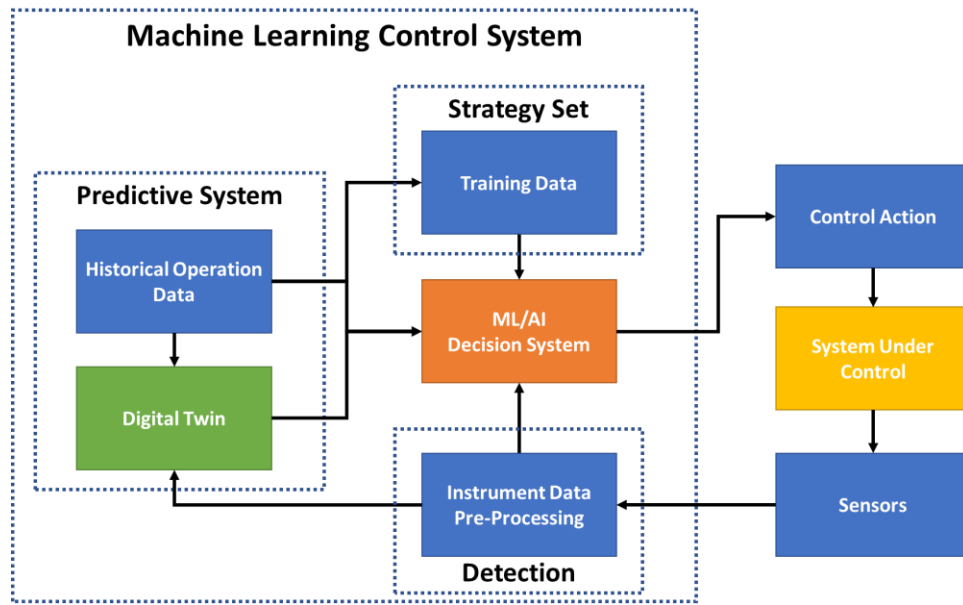 Machine Learning Control System
Strategy Set
Training Data
Predictive System
Historical Operation
Data
Digital Twin
ML/AI
Decision System
Instrument Data
Pre-Processing
Detection
Control Action
System Under
Control
Sensors